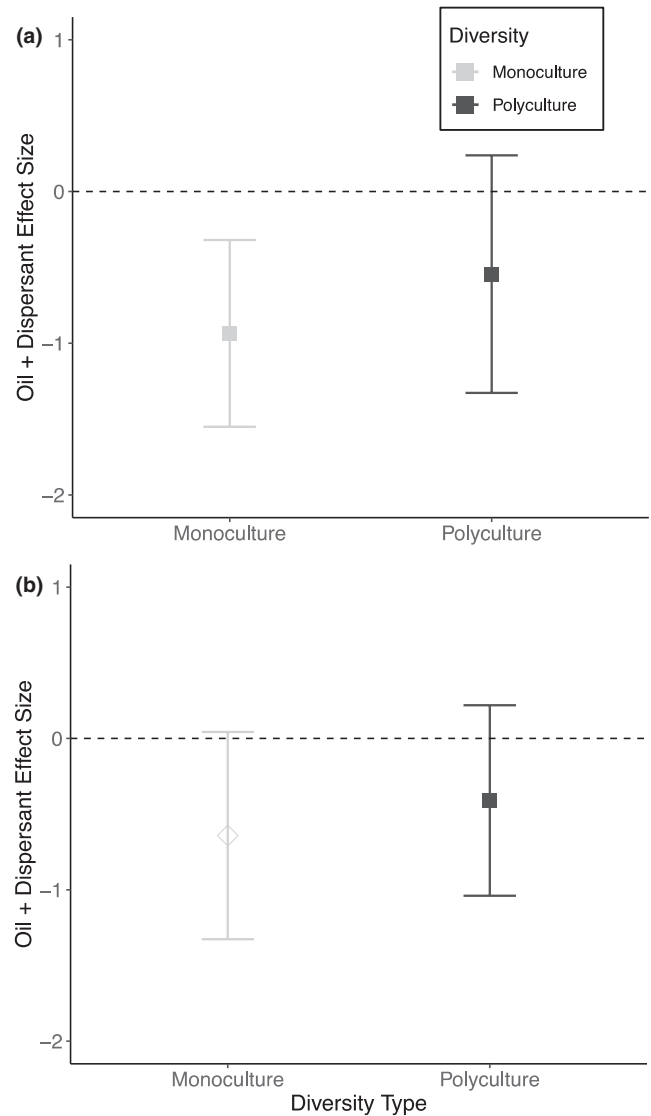 (a)
Diversity
Monoculture
Polyculture
Oil + Dispersant Effect Size
1
0
−1
−2
Monoculture Polyculture
(b)
Oil + Dispersant Effect Size
1
0
−1
−2
Monoculture Polyculture
Diversity Type